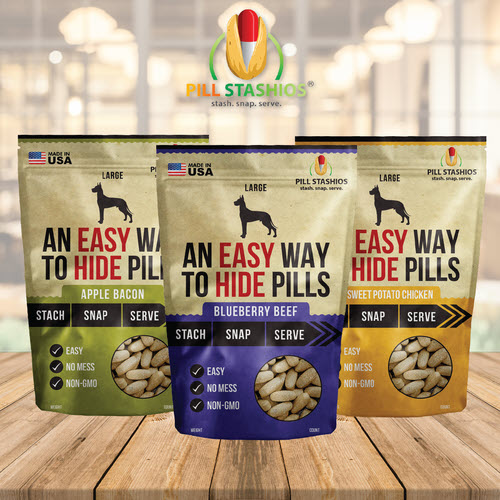 PILL STASHIOS®
stash. snap. serve.
MADE IN
USA
LARGE
AN EASY WAY
TO HIDE PILLS
APPLE BACON
STACH SNAP SERVE
EASY
NO MESS
NON-GMO
WEIGHT
MADE IN
USA
PILL STASHIOS
stash. snap. serve.
LARGE
AN EASY WAY
TO HIDE PILLS
BLUEBERRY BEEF
STACH SNAP SERVE
EASY
NO MESS
NON-GMO
WEIGHT COUNT
PILL STASHIOS
stash. snap. serve.
LARGE
EASY WAY
HIDE PILLS
SWEET POTATO CHICKEN
SNAP SERVE
EASY
NO MESS
NON-GMO
COUNT